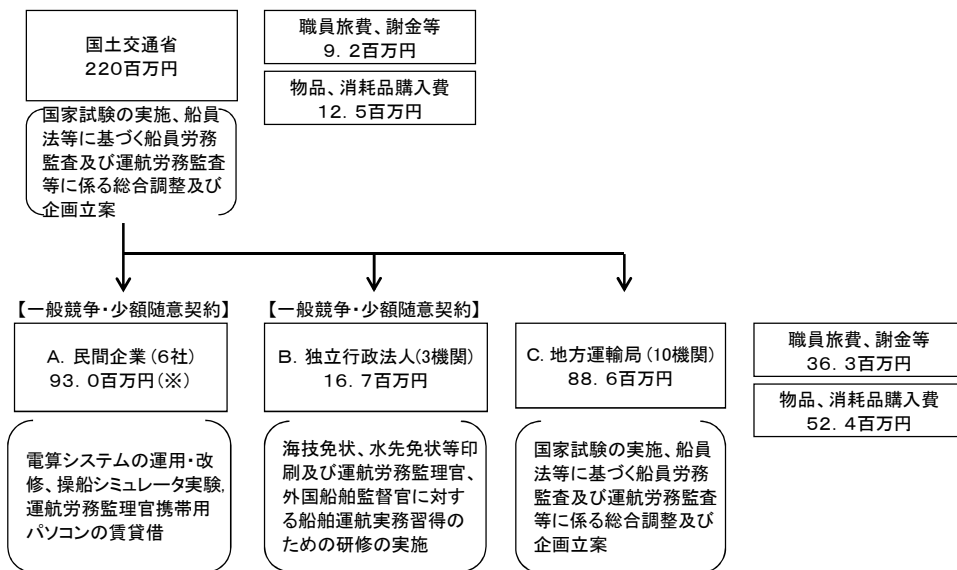 国土交通省
220百万円
職員旅費、謝金等
9．2百万円
物品、消耗品購入費
12．5百万円
国家試験の実施、船員
法等に基づく船員労務
監査及び運航労務監査
等に係る総合調整及び
企画立案
【一般競争・少額随意契約】
A．民間企業(6社)
93．0百万円(※)
【一般競争・少額随意契約】
B．独立行政法人(3機関)
16．7百万円
C．地方運輸局(10機関)
88．6百万円
職員旅費、謝金等
36．3百万円
物品、消耗品購入費
52．4百万円
電算システムの運用・改
修、操船シミュレータ実験,
運航労務監理官携帯用
パソコンの賃貸借
海技免状、水先免状等印
刷及び運航労務監理官、
外国船舶監督官に対す
る船舶運航実務習得の
ための研修の実施
国家試験の実施、船員
法等に基づく船員労務
監査及び運航労務監査
等に係る総合調整及び
企画立案